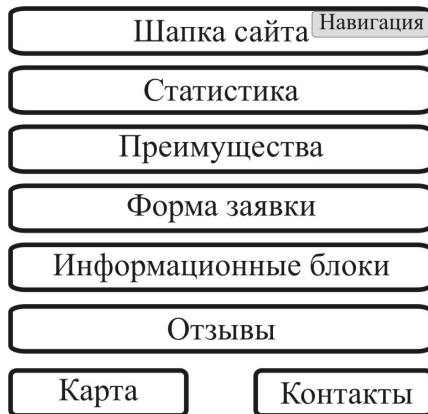 Шапка сайта
Навигация
Статистика
Преимущества
Форма заявки
Информационные блоки
Отзывы
Карта
Контакты